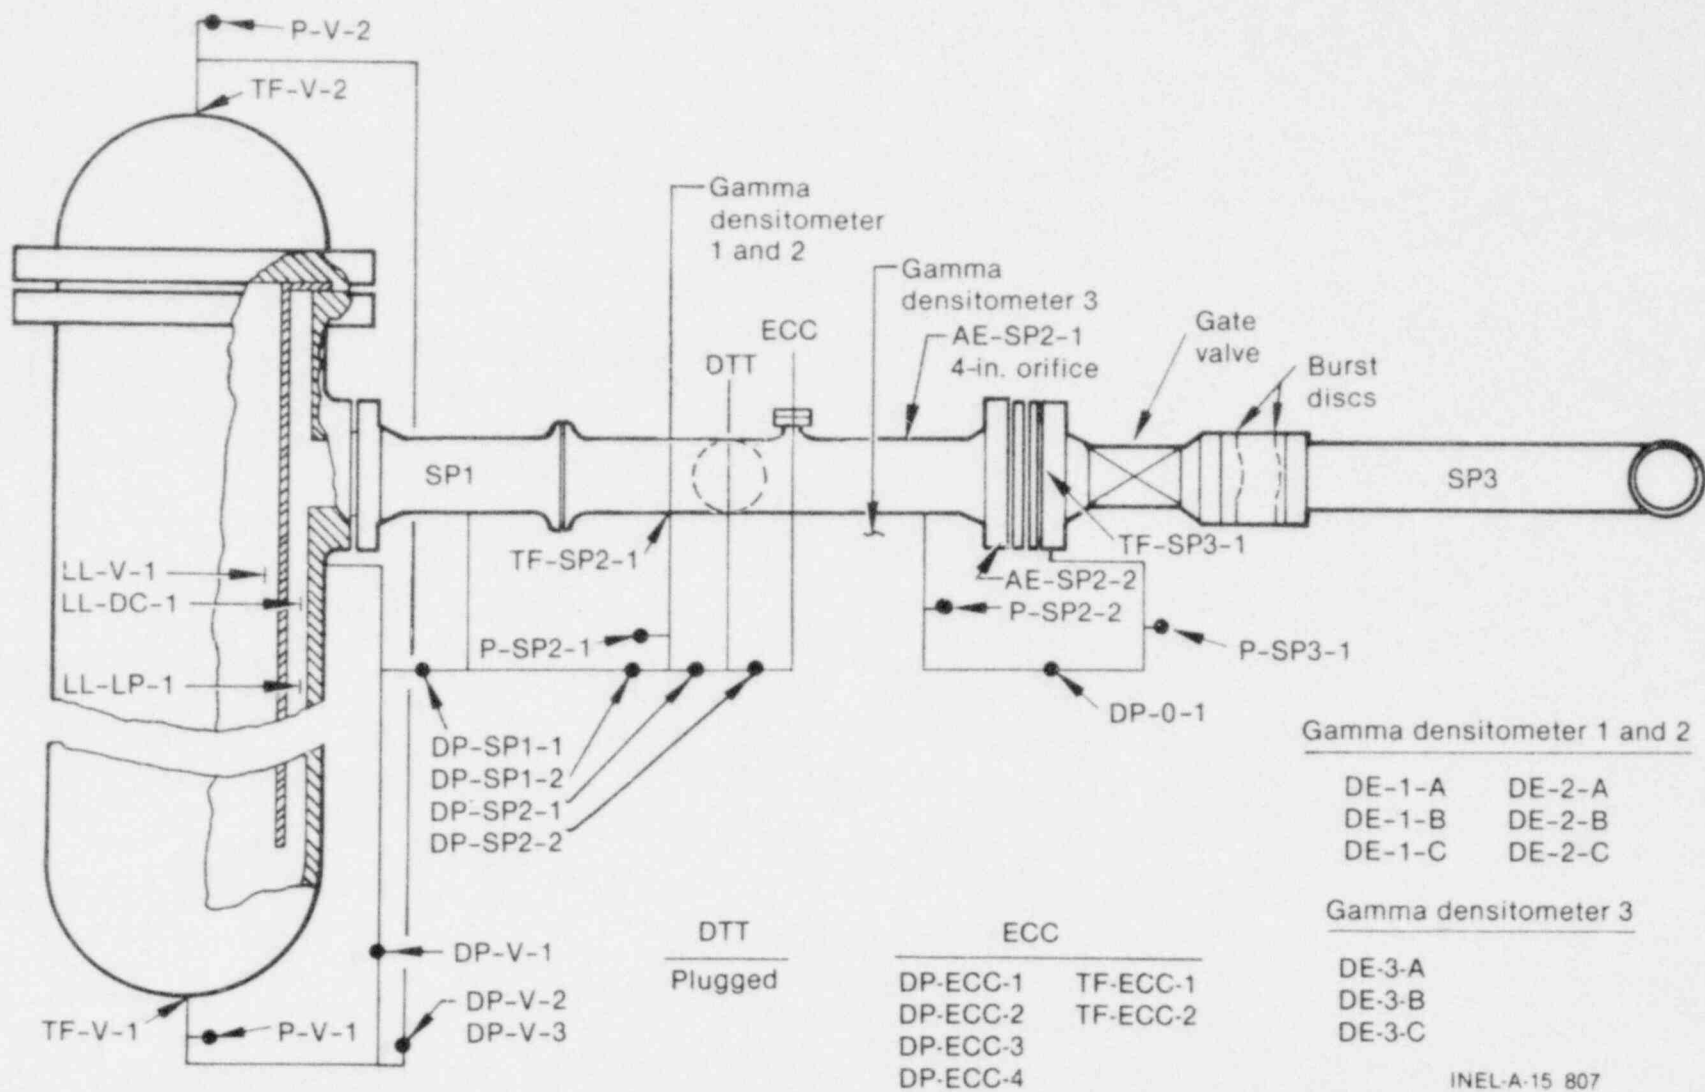 P-V-2
TF-V-2
Gamma
densitometer
1 and 2
Gamma
densitometer 3
ECC
DTT
AE-SP2-1
4-in. orifice
Gate
valve
Burst
discs
SP1
SP3
TF-SP2-1
TF-SP3-1
LL-V-1
LL-DC-1
AE-SP2-2
P-SP2-2
P-SP2-1
P-SP3-1
LL-LP-1
DP-0-1
DP-SP1-1
DP-SP1-2
DP-SP2-1
DP-SP2-2
DP-V-1
DP-V-2
DP-V-3
TF-V-1
P-V-1
DTT
Plugged
ECC
DP-ECC-1 TF-ECC-1
DP-ECC-2 TF-ECC-2
DP-ECC-3
DP-ECC-4
Gamma densitometer 1 and 2
DE-1-A DE-2-A
DE-1-B DE-2-B
DE-1-C DE-2-C
Gamma densitometer 3
DE-3-A
DE-3-B
DE-3-C
INEL-A-15 807